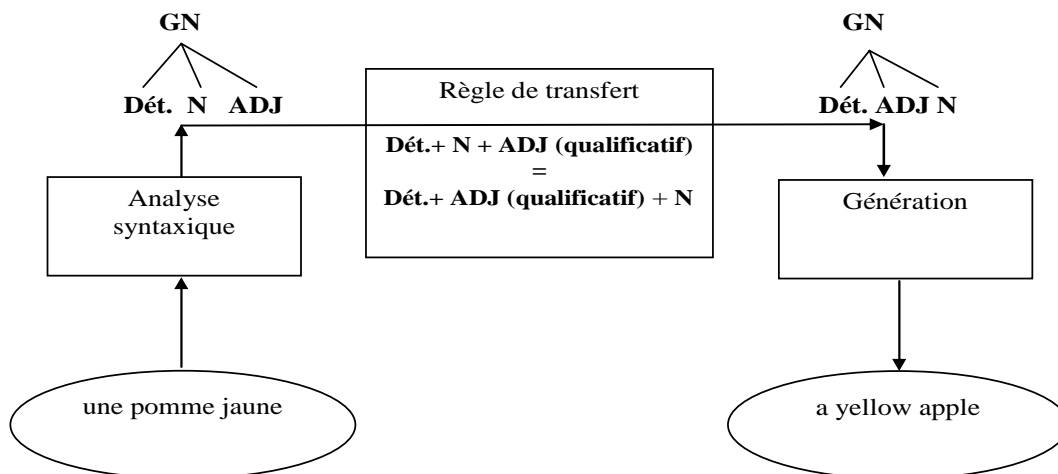 GN
Dét. N ADJ
Analyse
syntaxique
une pomme jaune
Règle de transfert
Dét.+ N + ADJ (qualificatif)
=
Dét.+ ADJ (qualificatif) + N
GN
Dét. ADJ N
Génération
a yellow apple